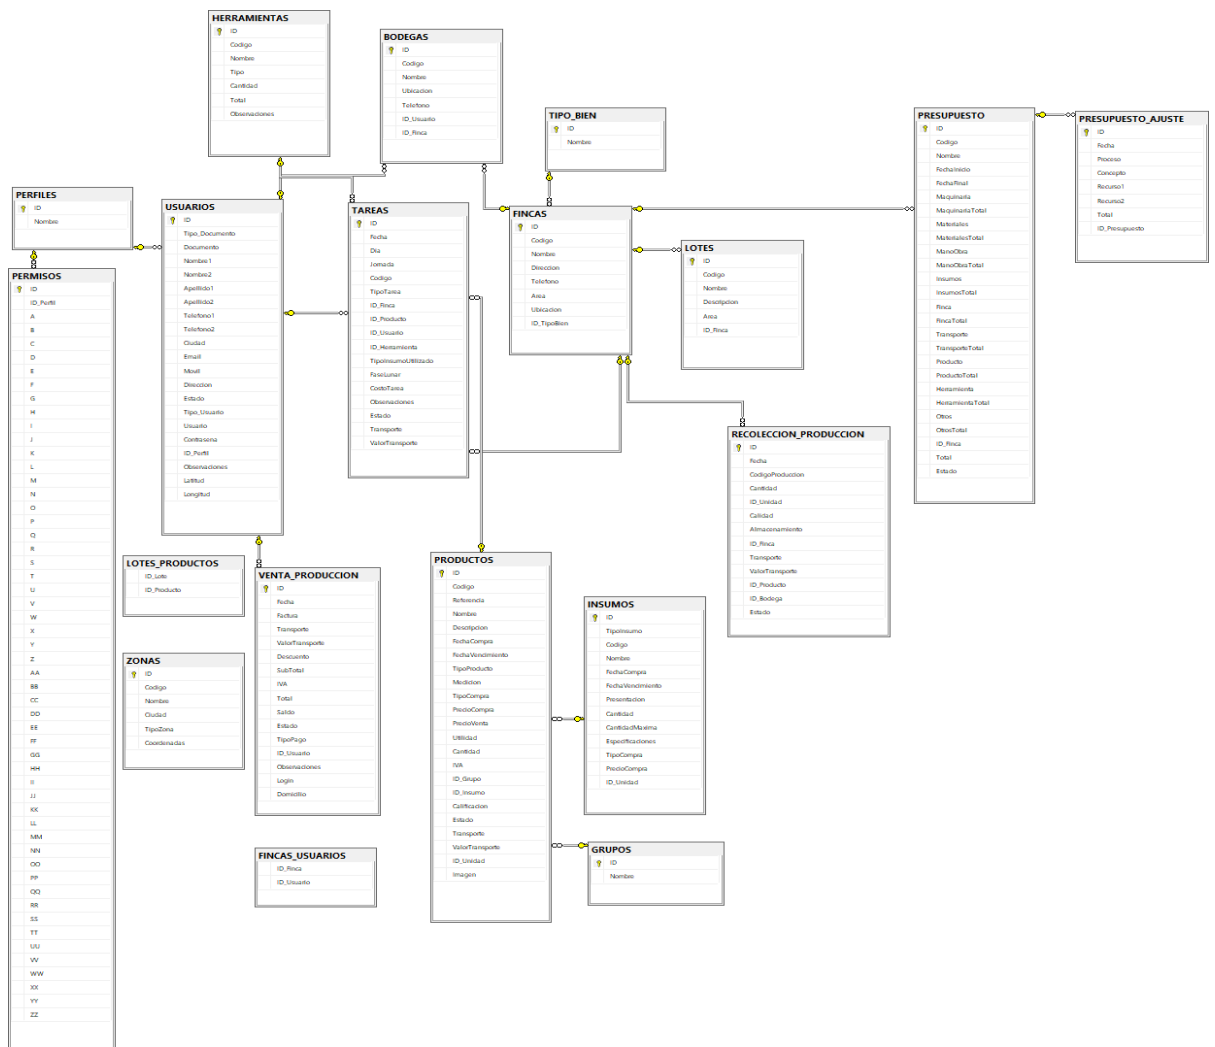 HERRAMIENTAS
ID
Codigo
Nombre
Tipo
Cantidad
Total
Observaciones
BODEGAS
ID
Codigo
Nombre
Ubicacion
Telefono
ID_Usuario
ID_Finca
TIPO_BIEN
ID
Nombre
PRESUPUESTO
ID
Codigo
Nombre
FechaInicio
FechaFinal
Maquinaria
MaquinariaTotal
Materiales
MaterialesTotal
ManoObra
ManoObraTotal
Insumos
InsumosTotal
Finca
FincaTotal
Transporte
TransporteTotal
Producto
ProductoTotal
Herramienta
HerramientaTotal
Otros
OtrosTotal
ID_Finca
Total
Estado
PRESUPUESTO_AJUSTE
ID
Fecha
Proceso
Concepto
Recurso1
Recurso2
Total
ID_Presupuesto
PERFILES
ID
Nombre
USUARIOS
ID
Tipo_Documento
Documento
Nombre1
Nombre2
Apellido1
Apellido2
Telefono1
Telefono2
Ciudad
Email
Movil
Direccion
Estado
Tipo_Usuario
Usuario
Contrasena
ID_Perfil
Observaciones
Latitud
Longitud
TAREAS
ID
Fecha
Dia
Jornada
Codigo
TipoTarea
ID_Finca
ID_Producto
ID_Usuario
ID_Herramienta
TipoInsumoUtilizado
FaseLunar
CostoTarea
Observaciones
Estado
Transporte
ValorTransporte
FINCAS
ID
Codigo
Nombre
Direccion
Telefono
Area
Ubicacion
ID_TipoBien
LOTES
ID
Codigo
Nombre
Descripcion
Area
ID_Finca
PERMISOS
ID
ID_Perfil
A
B
C
D
E
F
G
H
I
J
K
L
M
N
O
P
Q
R
S
T
U
V
W
X
Y
Z
AA
BB
CC
DD
EE
FF
GG
HH
II
JJ
KK
LL
MM
NN
OO
PP
QQ
RR
SS
TT
UU
VV
WW
XX
YY
ZZ
RECOLECCION_PRODUCCION
ID
Fecha
CodigoProduccion
Cantidad
ID_Unidad
Calidad
Almacenamiento
ID_Finca
Transporte
ValorTransporte
ID_Producto
ID_Bodega
Estado
LOTES_PRODUCTOS
ID_Lote
ID_Producto
VENTA_PRODUCCION
ID
Fecha
Factura
Transporte
ValorTransporte
Descuento
SubTotal
IVA
Total
Saldo
Estado
TipoPago
ID_Usuario
Observaciones
Login
Domicilio
PRODUCTOS
ID
Codigo
Referencia
Nombre
Descripcion
FechaCompra
FechaVencimiento
TipoProducto
Medicion
TipoCompra
PrecioCompra
PrecioVenta
Utilidad
Cantidad
IVA
ID_Grupo
ID_Insumo
Calificacion
Estado
Transporte
ValorTransporte
ID_Unidad
Imagen
INSUMOS
ID
TipoInsumo
Codigo
Nombre
FechaCompra
FechaVencimiento
Presentacion
Cantidad
CantidadMaxima
Especificaciones
TipoCompra
PrecioCompra
ID_Unidad
ZONAS
ID
Codigo
Nombre
Ciudad
TipoZona
Coordenadas
FINCAS_USUARIOS
ID_Finca
ID_Usuario
GRUPOS
ID
Nombre